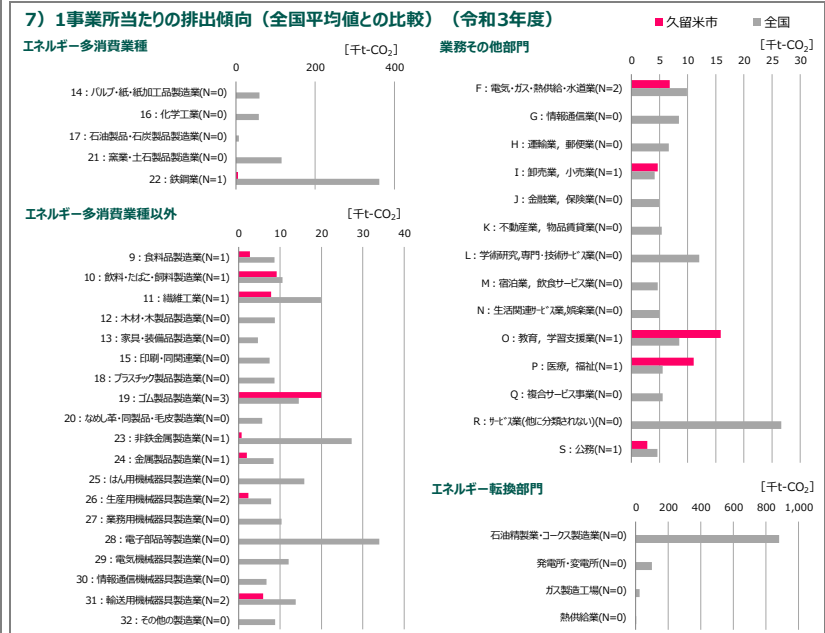 7）1事業所当たりの排出傾向（全国平均値との比較）（令和3年度）
■久留米市 ■全国
エネルギー多消費業種
[千t-CO₂]
0 200 400
14：パルプ・紙・紙加工品製造業(N=0)
16：化学工業(N=0)
17：石油製品・石炭製品製造業(N=0)
21：窯業・土石製品製造業(N=0)
22：鉄鋼業(N=1)
エネルギー多消費業種以外
[千t-CO₂]
0 10 20 30 40
9：食料品製造業(N=1)
10：飲料・たばこ・飼料製造業(N=1)
11：繊維工業(N=1)
12：木材・木製品製造業(N=0)
13：家具・装備品製造業(N=0)
15：印刷・同関連業(N=0)
18：プラスチック製品製造業(N=0)
19：ゴム製品製造業(N=3)
20：なめし革・同製品・毛皮製造業(N=0)
23：非鉄金属製造業(N=1)
24：金属製品製造業(N=1)
25：はん用機械器具製造業(N=0)
26：生産用機械器具製造業(N=2)
27：業務用機械器具製造業(N=0)
28：電子部品等製造業(N=0)
29：電気機械器具製造業(N=0)
30：情報通信機械器具製造業(N=0)
31：輸送用機械器具製造業(N=2)
32：その他の製造業(N=0)
業務その他部門
[千t-CO₂]
0 5 10 15 20 25 30
F：電気・ガス・熱供給・水道業(N=2)
G：情報通信業(N=0)
H：運輸業，郵便業(N=0)
I：卸売業，小売業(N=1)
J：金融業，保険業(N=0)
K：不動産業，物品賃貸業(N=0)
L：学術研究,専門・技術ｻｰﾋﾞｽ業(N=0)
M：宿泊業，飲食サービス業(N=0)
N：生活関連ｻｰﾋﾞｽ業,娯楽業(N=0)
O：教育，学習支援業(N=1)
P：医療，福祉(N=1)
Q：複合サービス事業(N=0)
R：ｻｰﾋﾞｽ業(他に分類されない)(N=0)
S：公務(N=1)
エネルギー転換部門
[千t-CO₂]
0 200 400 600 800 1,000
石油精製業・コークス製造業(N=0)
発電所・変電所(N=0)
ガス製造工場(N=0)
熱供給業(N=0)